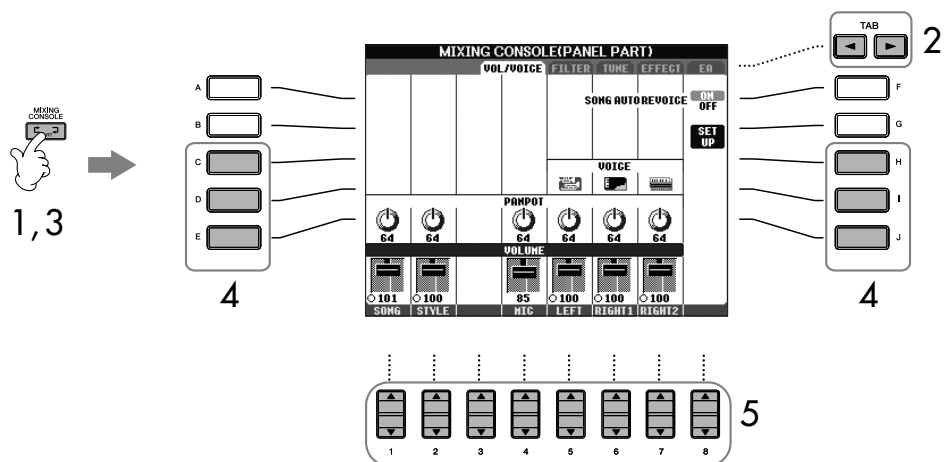 TAB
2
MIXING CONSOLE(PANEL PART)
VOL/VOICE FILTER TUNE EFFECT EQ
A
F
SONG AUTO REVOICE ON
OFF
MIXING
CONSOLE
B
G
SET
UP
C
H
VOICE
D
I
PANPOT
1,3
64 64 64 64 64 64
E
J
VOLUME
4
4
101 100 85 100 100 100
SONG STYLE MIC LEFT RIGHT1 RIGHT2
5
1 2 3 4 5 6 7 8